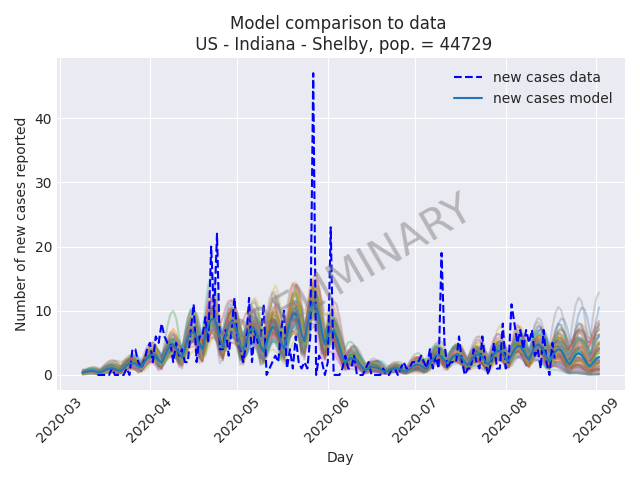 Model comparison to data
US - Indiana - Shelby, pop. = 44729
new cases data
new cases model
Number of new cases reported
40
30
20
10
0
PRELIMINARY
2020-03
2020-04
2020-05
2020-06
2020-07
2020-08
2020-09
Day